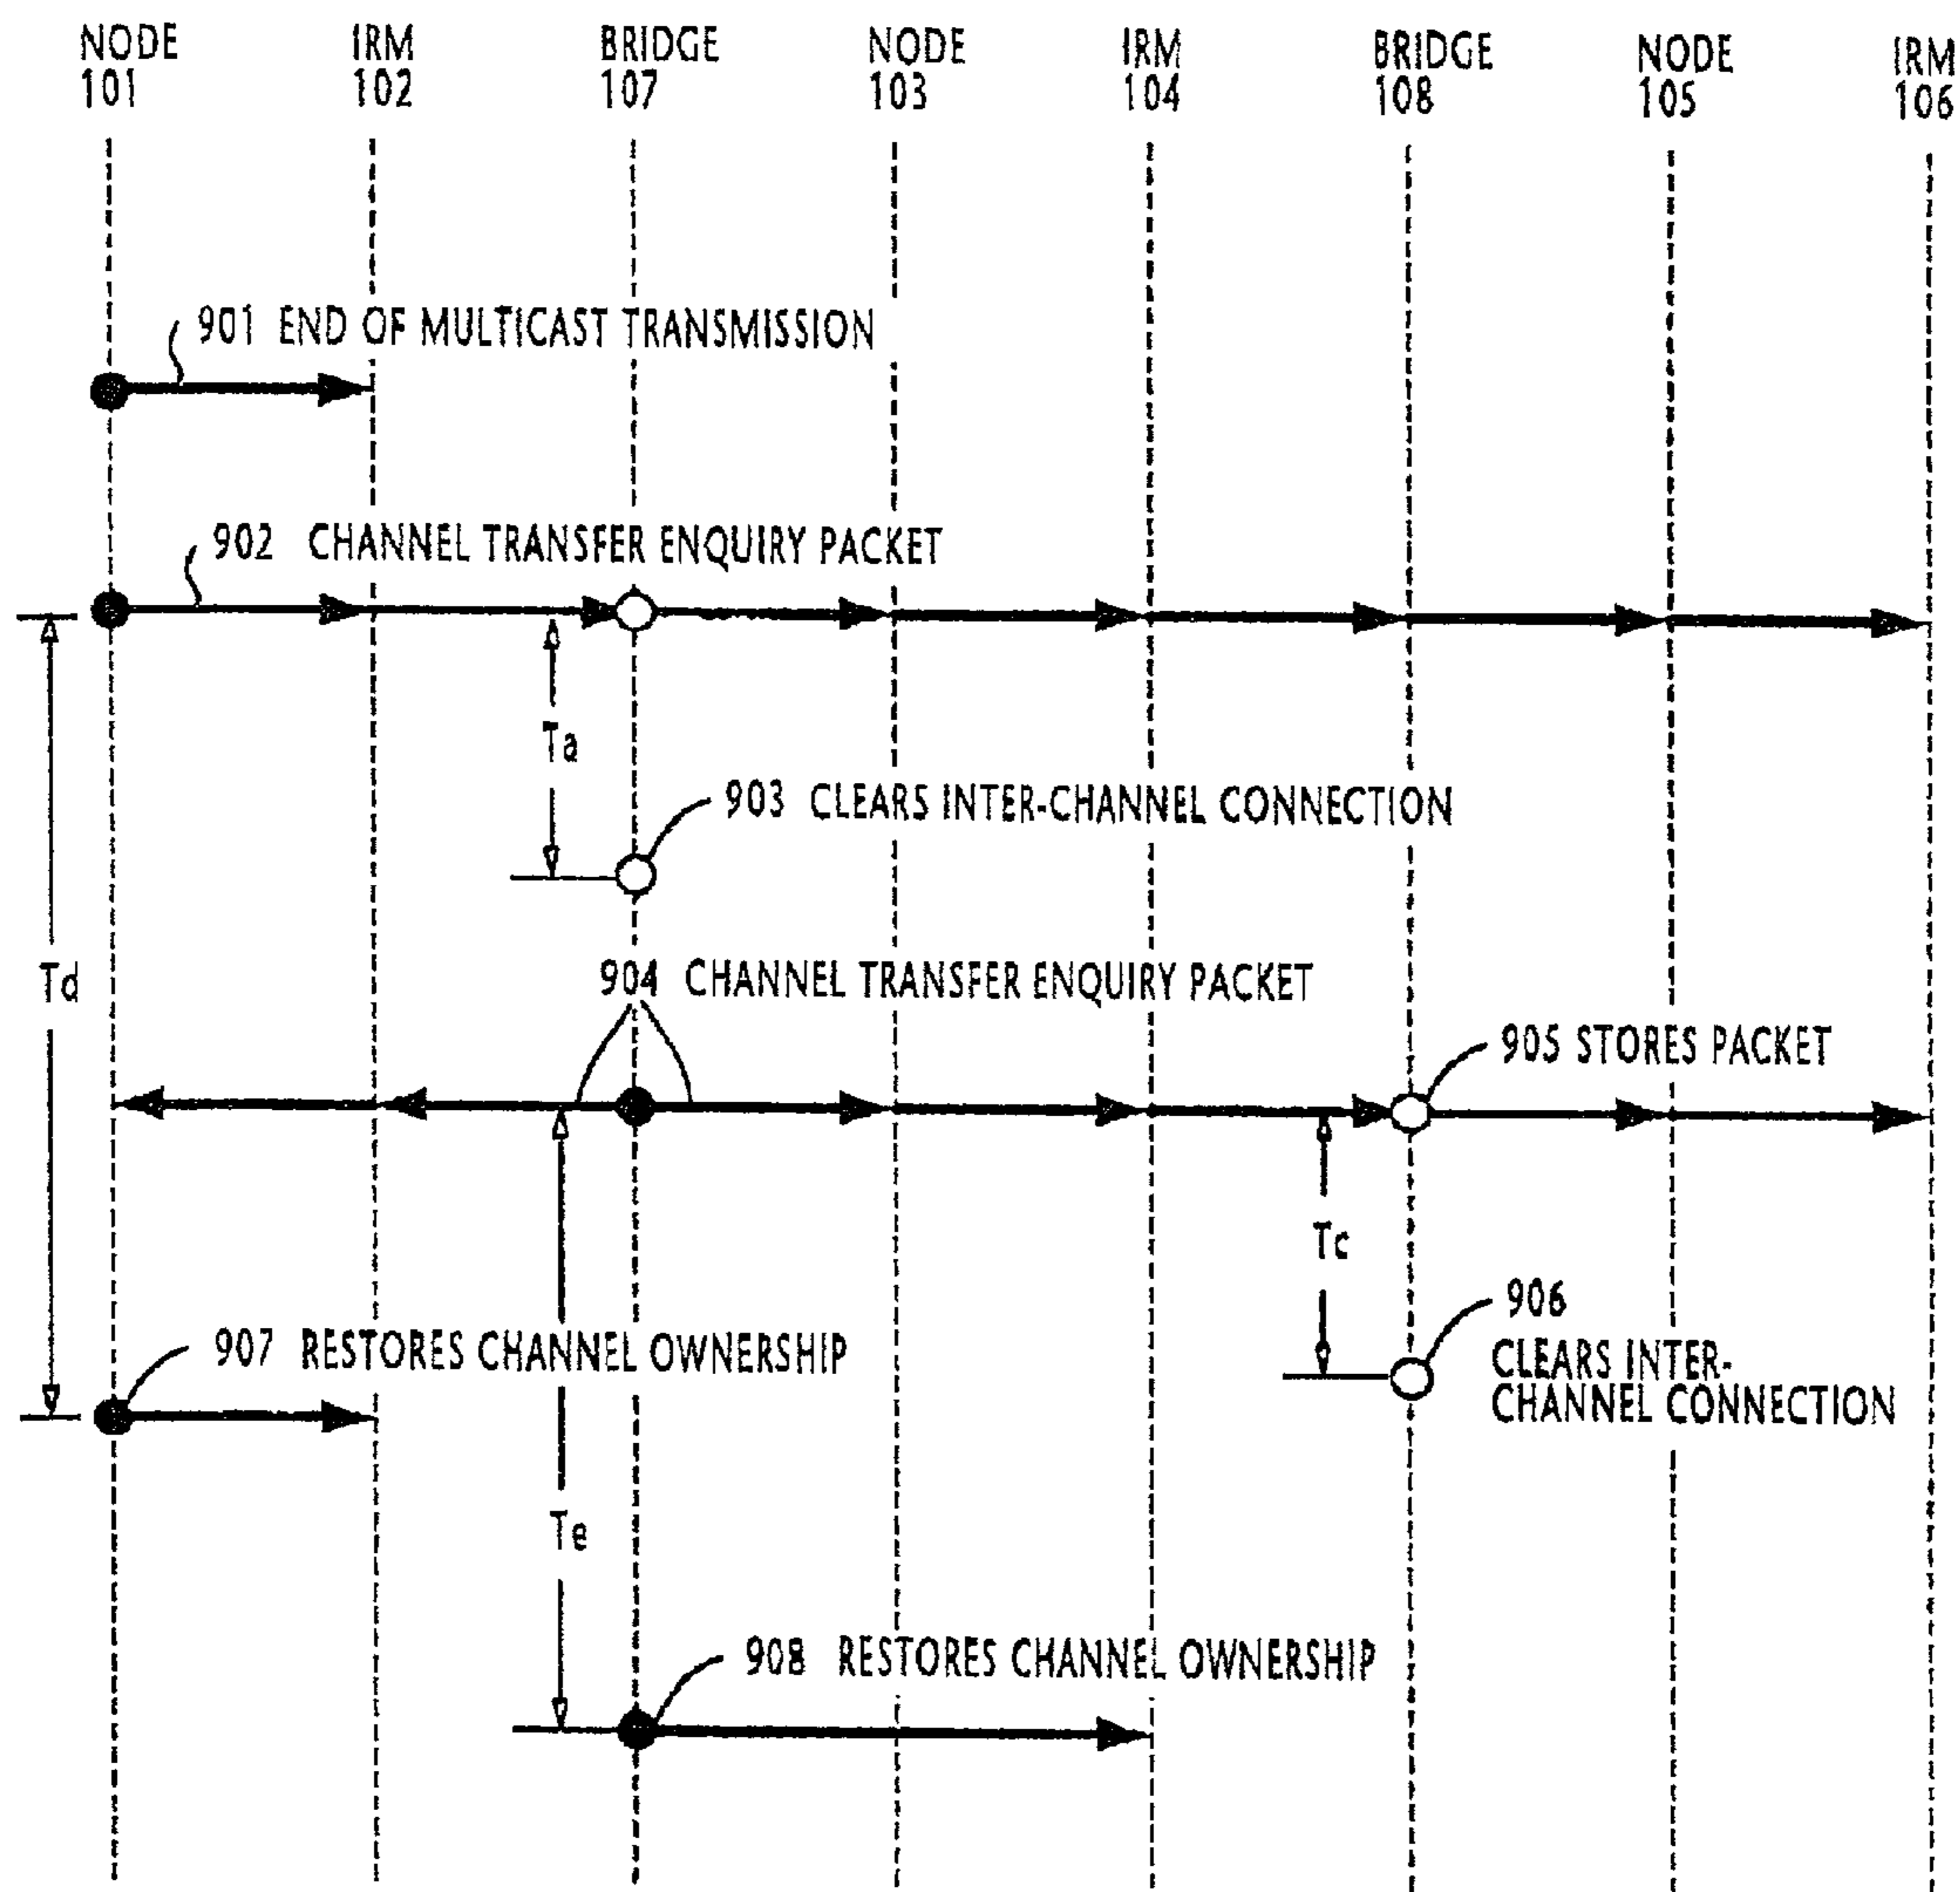 NODE 101
IRM 102
BRIDGE 107
NODE 103
IRM 104
BRIDGE 108
NODE 105
IRM 106
901 END OF MULTICAST TRANSMISSION
902 CHANNEL TRANSFER ENQUIRY PACKET
Ta
903 CLEARS INTER-CHANNEL CONNECTION
Td
904 CHANNEL TRANSFER ENQUIRY PACKET
905 STORES PACKET
Tc
906
CLEARS INTER-
CHANNEL CONNECTION
907 RESTORES CHANNEL OWNERSHIP
Te
908 RESTORES CHANNEL OWNERSHIP